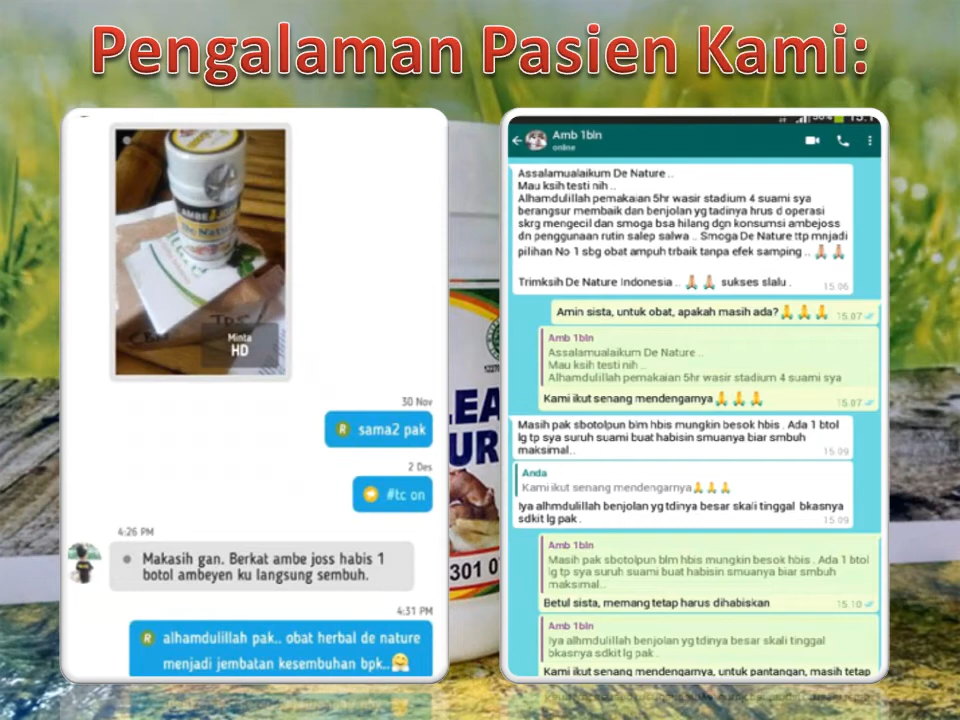 Pengalaman Pasien Kami:
AMBEJOSS
De Nature
Minta
HD
30 Nov
R sama2 pak
2 Des
#tc on
4:26 PM
Makasih gan. Berkat ambe joss habis 1
botol ambeyen ku langsung sembuh.
4:31 PM
R alhamdulillah pak.. obat herbal de nature
menjadi jembatan kesembuhan bpk..🤗
LEA
UR
301 0
Amb 1bln
online
Assalamualaikum De Nature ..
Mau ksih testi nih ..
Alhamdulillah pemakaian 5hr wasir stadium 4 suami sya
berangsur membaik dan benjolan yg tadinya hrus d operasi
skrg mengecil dan smoga bsa hilang dgn konsumsi ambejoss
dn penggunaan rutin salep salwa .. Smoga De Nature ttp mnjadi
pilihan No 1 sbg obat ampuh trbaik tanpa efek samping .. 🙏🙏
Trimksih De Nature Indonesia .. 🙏🙏 sukses slalu .
15.06
Amin sista, untuk obat, apakah masih ada?🙏🙏🙏 15.07
Amb 1bln
Assalamualaikum De Nature ..
Mau ksih testi nih ..
Alhamdulillah pemakaian 5hr wasir stadium 4 suami sya
Kami ikut senang mendengarnya🙏🙏🙏 15.07
Masih pak sbotolpun blm hbis mungkin besok hbis . Ada 1 btol
lg tp sya suruh suami buat habisin smuanya biar smbuh
maksimal.. 15.09
Anda
Kami ikut senang mendengarnya🙏🙏🙏
Iya alhmdulillah benjolan yg tdinya besar skali tinggal bkasnya
sdkit lg pak . 15.09
Amb 1bln
Masih pak sbotolpun blm hbis mungkin besok hbis . Ada 1 btol
lg tp sya suruh suami buat habisin smuanya biar smbuh
maksimal..
Betul sista, memang tetap harus dihabiskan 15.10
Amb 1bln
Iya alhmdulillah benjolan yg tdinya besar skali tinggal
bkasnya sdkit lg pak .
Kami ikut senang mendengarnya, untuk pantangan, masih tetap